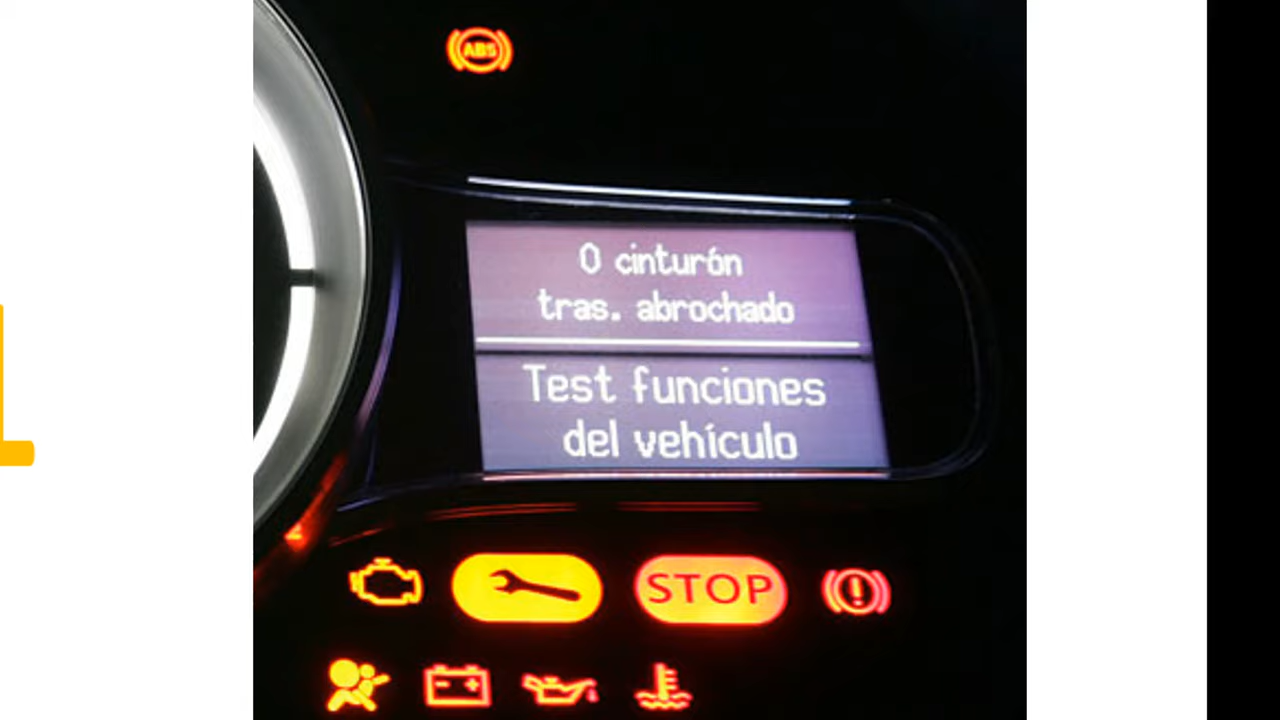 ABS
0 cinturón
tras. abrochado
Test funciones
del vehículo
STOP